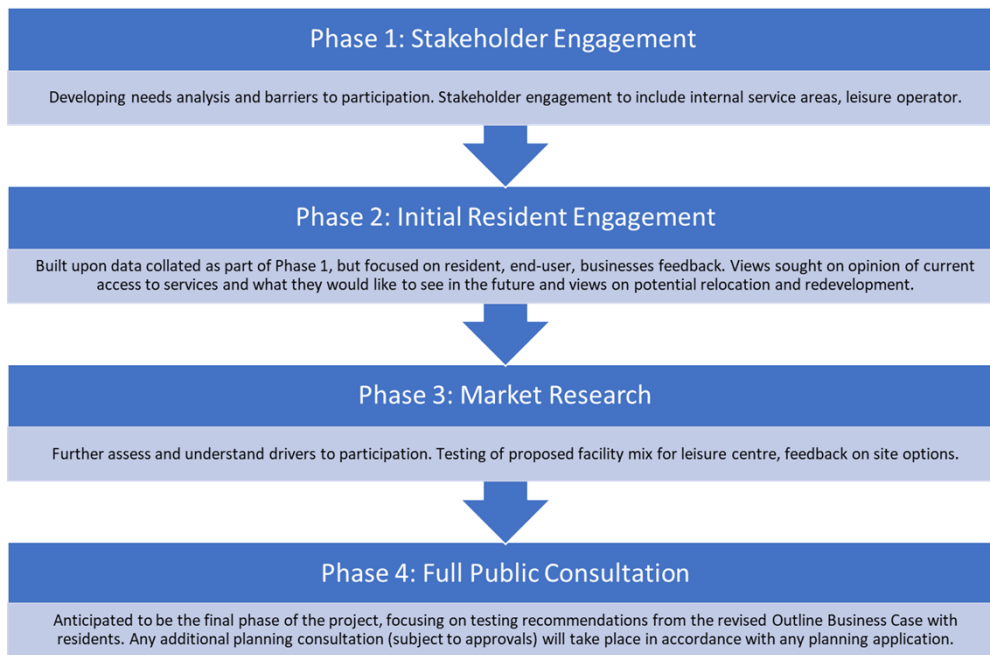 Phase 1: Stakeholder Engagement
Developing needs analysis and barriers to participation. Stakeholder engagement to include internal service areas, leisure operator.
Phase 2: Initial Resident Engagement
Built upon data collated as part of Phase 1, but focused on resident, end-user, businesses feedback. Views sought on opinion of current
access to services and what they would like to see in the future and views on potential relocation and redevelopment.
Phase 3: Market Research
Further assess and understand drivers to participation. Testing of proposed facility mix for leisure centre, feedback on site options.
Phase 4: Full Public Consultation
Anticipated to be the final phase of the project, focusing on testing recommendations from the revised Outline Business Case with
residents. Any additional planning consultation (subject to approvals) will take place in accordance with any planning application.